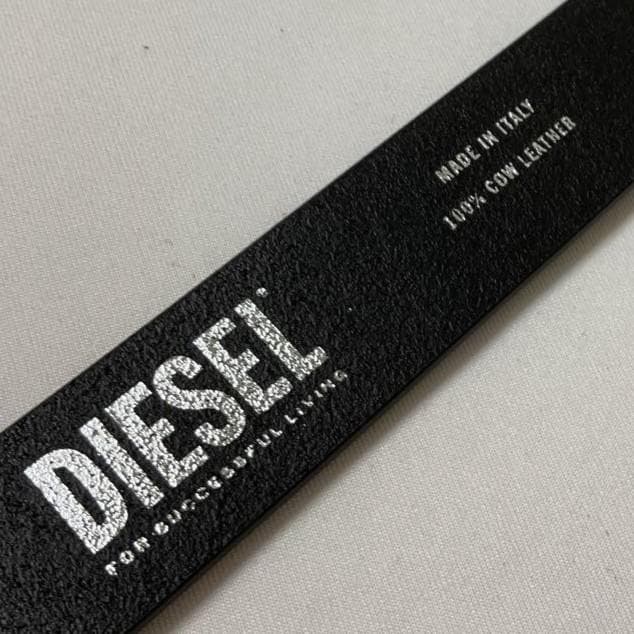 DIESEL
FOR SUCCESSFUL LIVING
MADE IN ITALY
100% COW LEATHER